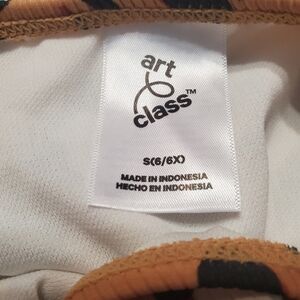 art
class™
S(6/6X)
MADE IN INDONESIA
HECHO EN INDONESIA